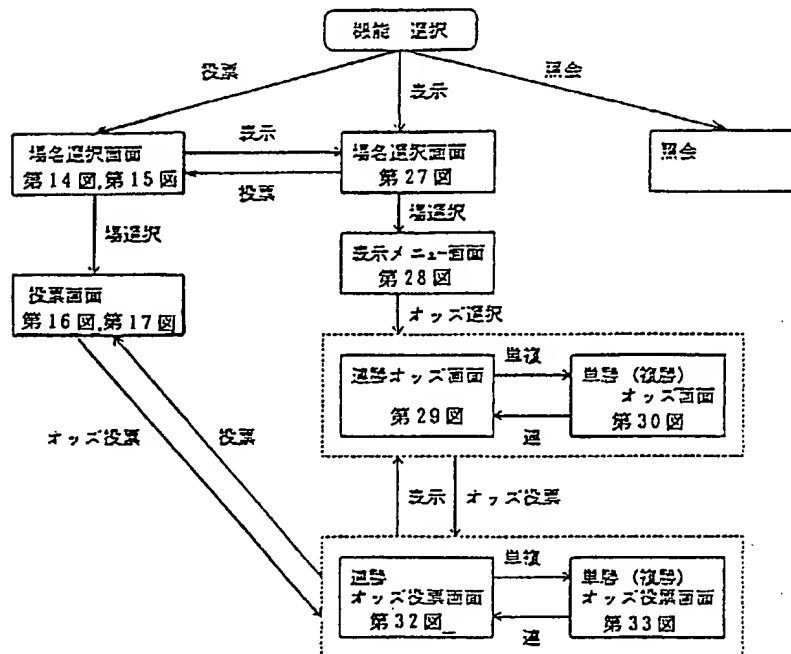 機能 選択
投票
表示
照会
場名選択画面
第14図,第15図
表示
投票
場名選択画面
第27図
照会
場選択
場選択
表示メニュー画面
第28図
投票画面
第16図,第17図
オッズ選択
連勝オッズ画面
第29図
単複
連
単勝(複勝)
オッズ画面
第30図
オッズ投票
投票
表示
オッズ投票
連勝
オッズ投票画面
第32図
単複
連
単勝(複勝)
オッズ投票画面
第33図